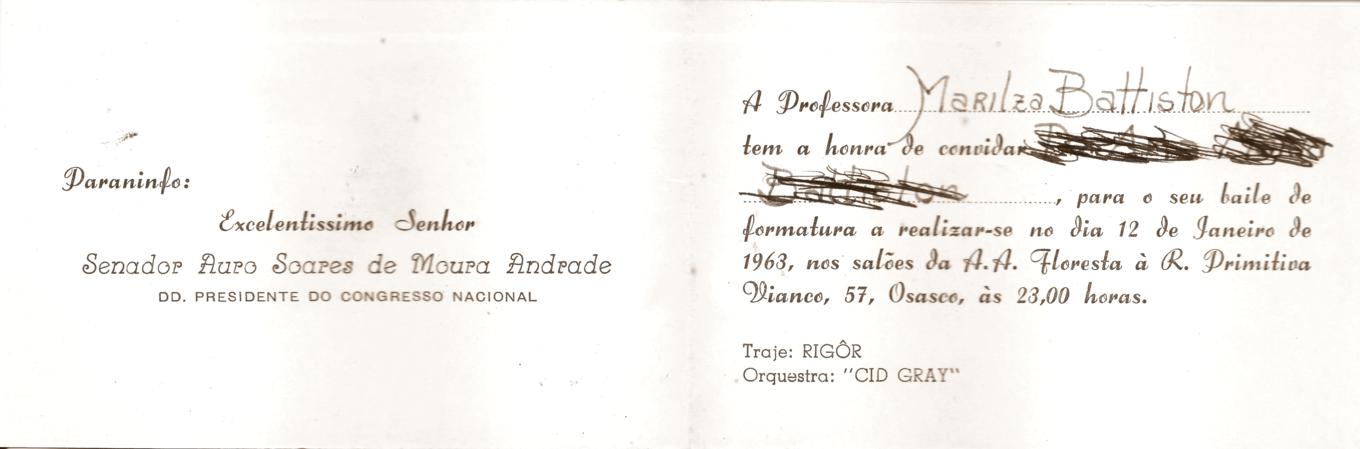 Paraninfo:
Excelentissimo Senhor
Senador Auro Soares de Moura Andrade
DD. PRESIDENTE DO CONGRESSO NACIONAL
A Professora Marilza Battiston
tem a honra de convidar
Battiston, para o seu baile de
formatura a realizar-se no dia 12 de Janeiro de
1963, nos salões da A.A. Floresta à R. Primitiva
Vianco, 57, Osasco, às 23,00 horas.
Traje: RIGÔR
Orquestra: "CID GRAY"